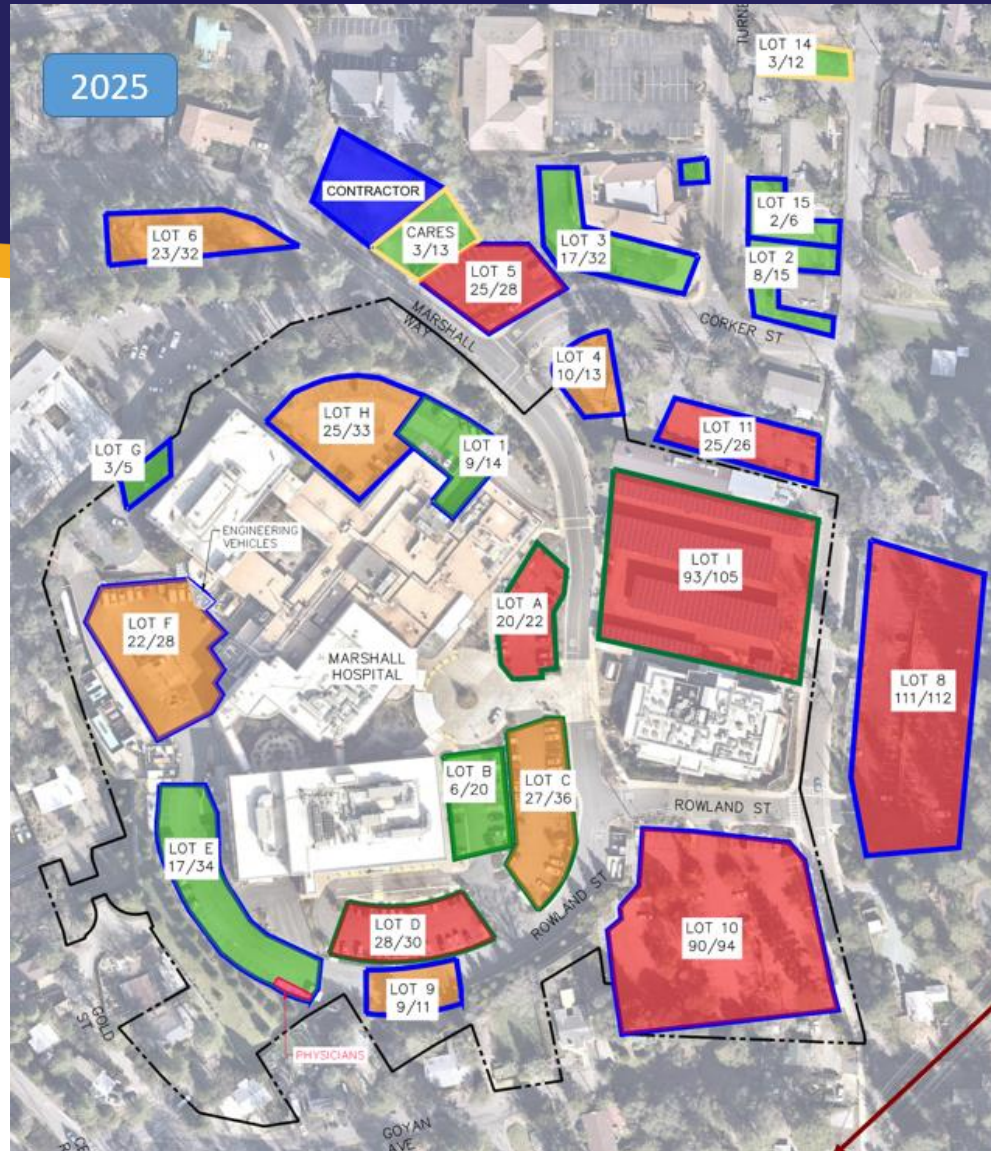 2025
TURNE
LOT 14
3/12
CONTRACTOR
CARES
3/13
LOT 6
23/32
LOT 5
25/28
LOT 3
17/32
LOT 15
2/6
LOT 2
8/15
MARSHALL
WAY
CORKER ST
LOT 4
10/13
LOT H
25/33
LOT 1
9/14
LOT 11
25/26
LOT G
3/5
ENGINEERING
VEHICLES
LOT I
93/105
LOT A
20/22
LOT F
22/28
MARSHALL
HOSPITAL
LOT 8
111/112
LOT B
6/20
LOT C
27/36
ROWLAND ST
LOT E
17/34
ROWLAND ST
LOT D
28/30
LOT 10
90/94
LOT 9
9/11
GOLD
ST
PHYSICIANS
GOYAN
AVE